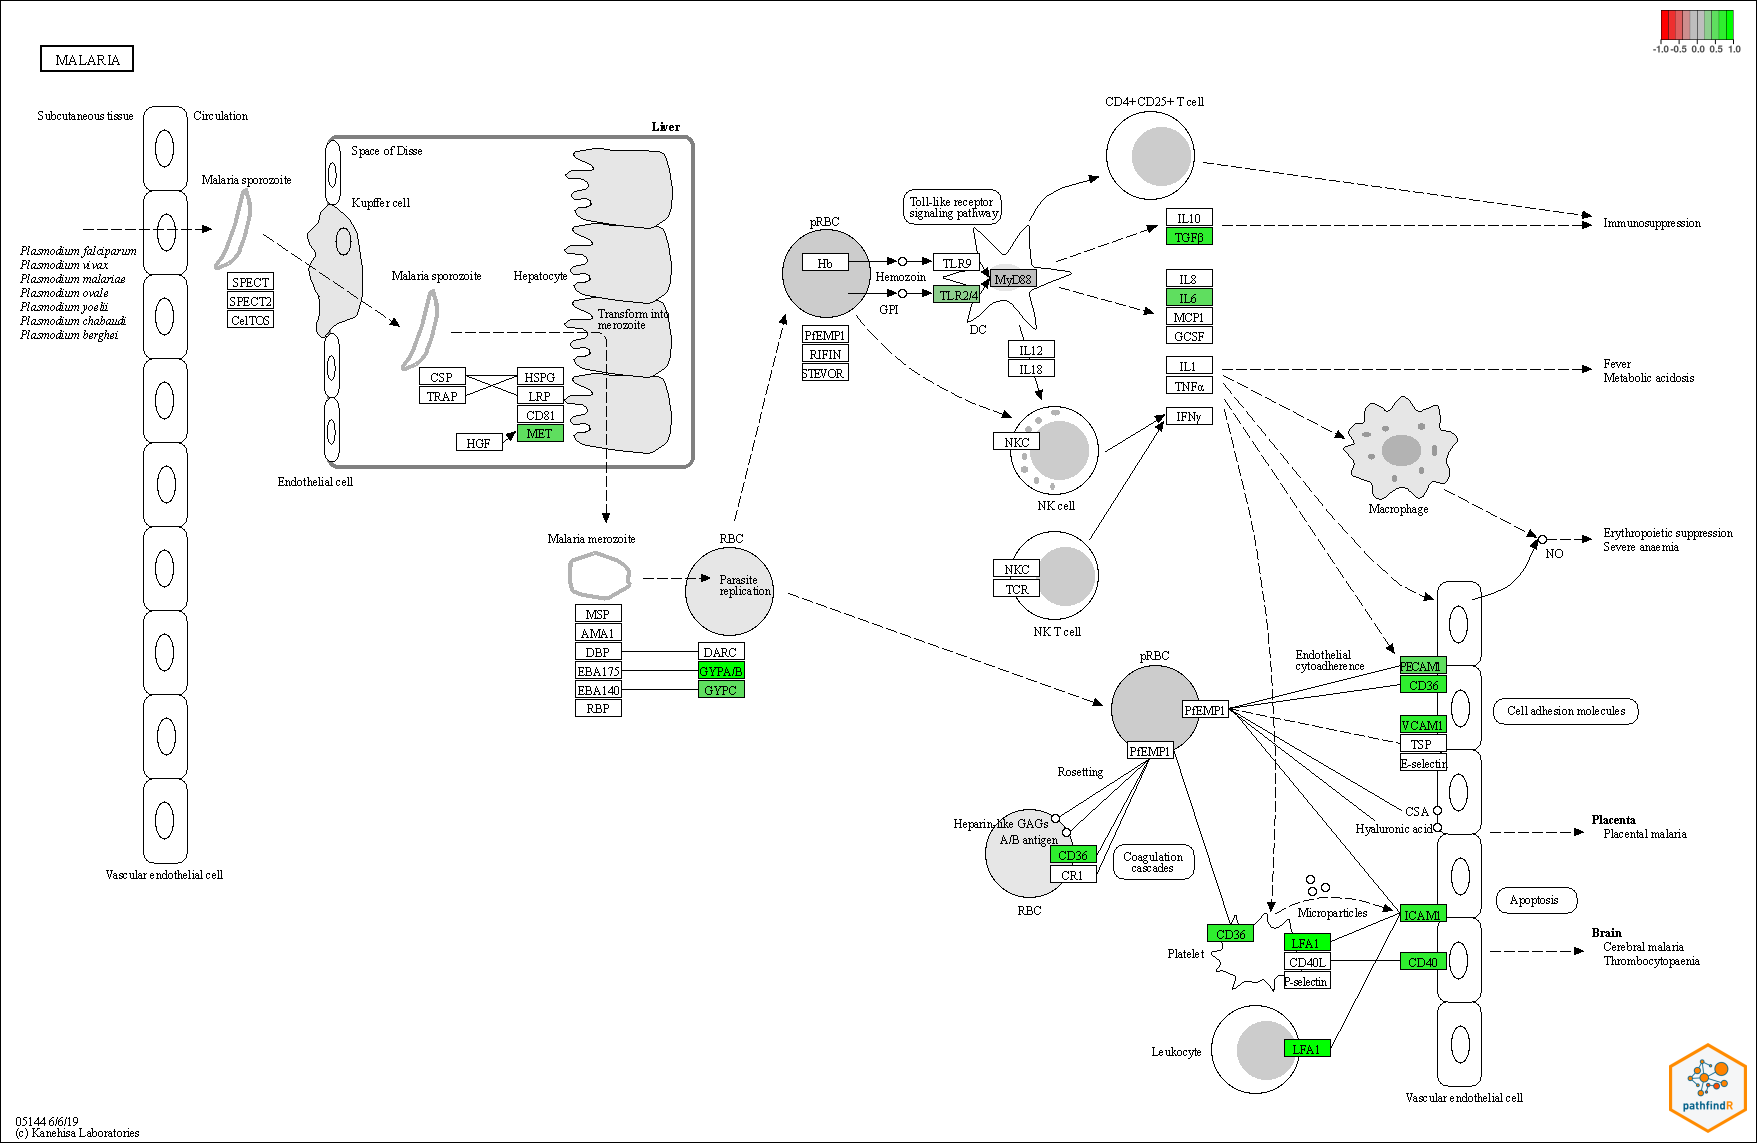 MALARIA
-1.0 -0.5 0.0 0.5 1.0
Subcutaneous tissue
Circulation
Malaria sporozoite
Plasmodium falciparum
Plasmodium vivax
Plasmodium malariae
Plasmodium ovale
Plasmodium yoelii
Plasmodium chabaudi
Plasmodium berghei
SPECT
SPECT2
CelTOS
Vascular endothelial cell
Liver
Space of Disse
Kupffer cell
Malaria sporozoite
Hepatocyte
Transform into
merozoite
CSP
TRAP
HSPG
LRP
CD81
MET
HGF
Endothelial cell
Malaria merozoite
MSP
AMA1
DBP
EBA175
EBA140
RBP
RBC
Parasite
replication
DARC
GYPA/B
GYPC
pRBC
Hb
Hemozoin
GPI
PfEMP1
RIFIN
STEVOR
Toll-like receptor
signaling pathway
TLR9
TLR2/4
MyD88
DC
IL12
IL18
CD4+CD25+ T cell
IL10
TGFβ
IL8
IL6
MCP1
GCSF
IL1
TNFα
IFNγ
NKC
NK cell
NKC
TCR
NK T cell
Immunosuppression
Fever
Metabolic acidosis
Macrophage
NO
Erythropoietic suppression
Severe anaemia
pRBC
PfEMP1
PfEMP1
Endothelial
cytoadherence
PECAM1
CD36
VCAM1
TSP
E-selectin
Cell adhesion molecules
Rosetting
Heparin-like GAGs
A/B antigen
CD36
CR1
RBC
Coagulation
cascades
CSA
Hyaluronic acid
Placenta
Placental malaria
Apoptosis
Microparticles
ICAM1
CD36
Platelet
LFA1
CD40L
P-selectin
CD40
Brain
Cerebral malaria
Thrombocytopaenia
Leukocyte
LFA1
Vascular endothelial cell
pathfindR
05144 6/6/19
(c) Kanehisa Laboratories